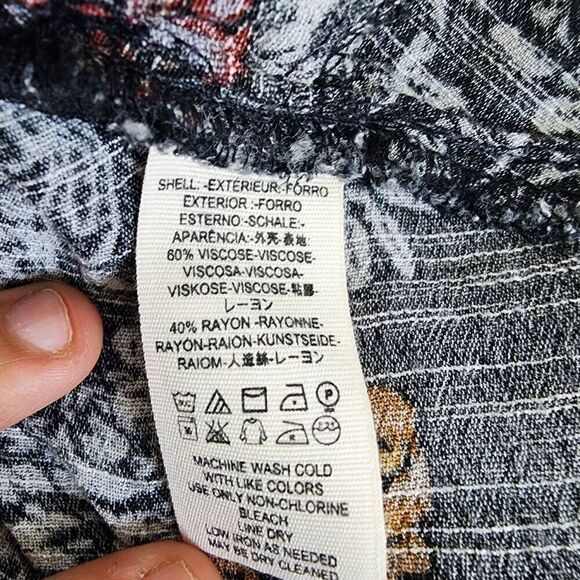 SHELL:-EXTÉRIEUR-FORRO
EXTERIOR:-FORRO
ESTERNO-SCHALE:-
APARÊNCIA:-外壳-表地:
60% VISCOSE-VISCOSE-
VISCOSA-VISCOSA-
VISKOSE-VISCOSE-粘膠-
レーヨン
40% RAYON-RAYONNE-
RAYON-RAION-KUNSTSEIDE-
RAIOM-人造絲-レーヨン
P
MACHINE WASH COLD
WITH LIKE COLORS
USE ONLY NON-CHLORINE
BLEACH
LINE DRY
LOW IRON AS NEEDED
MAY BE DRY CLEANED